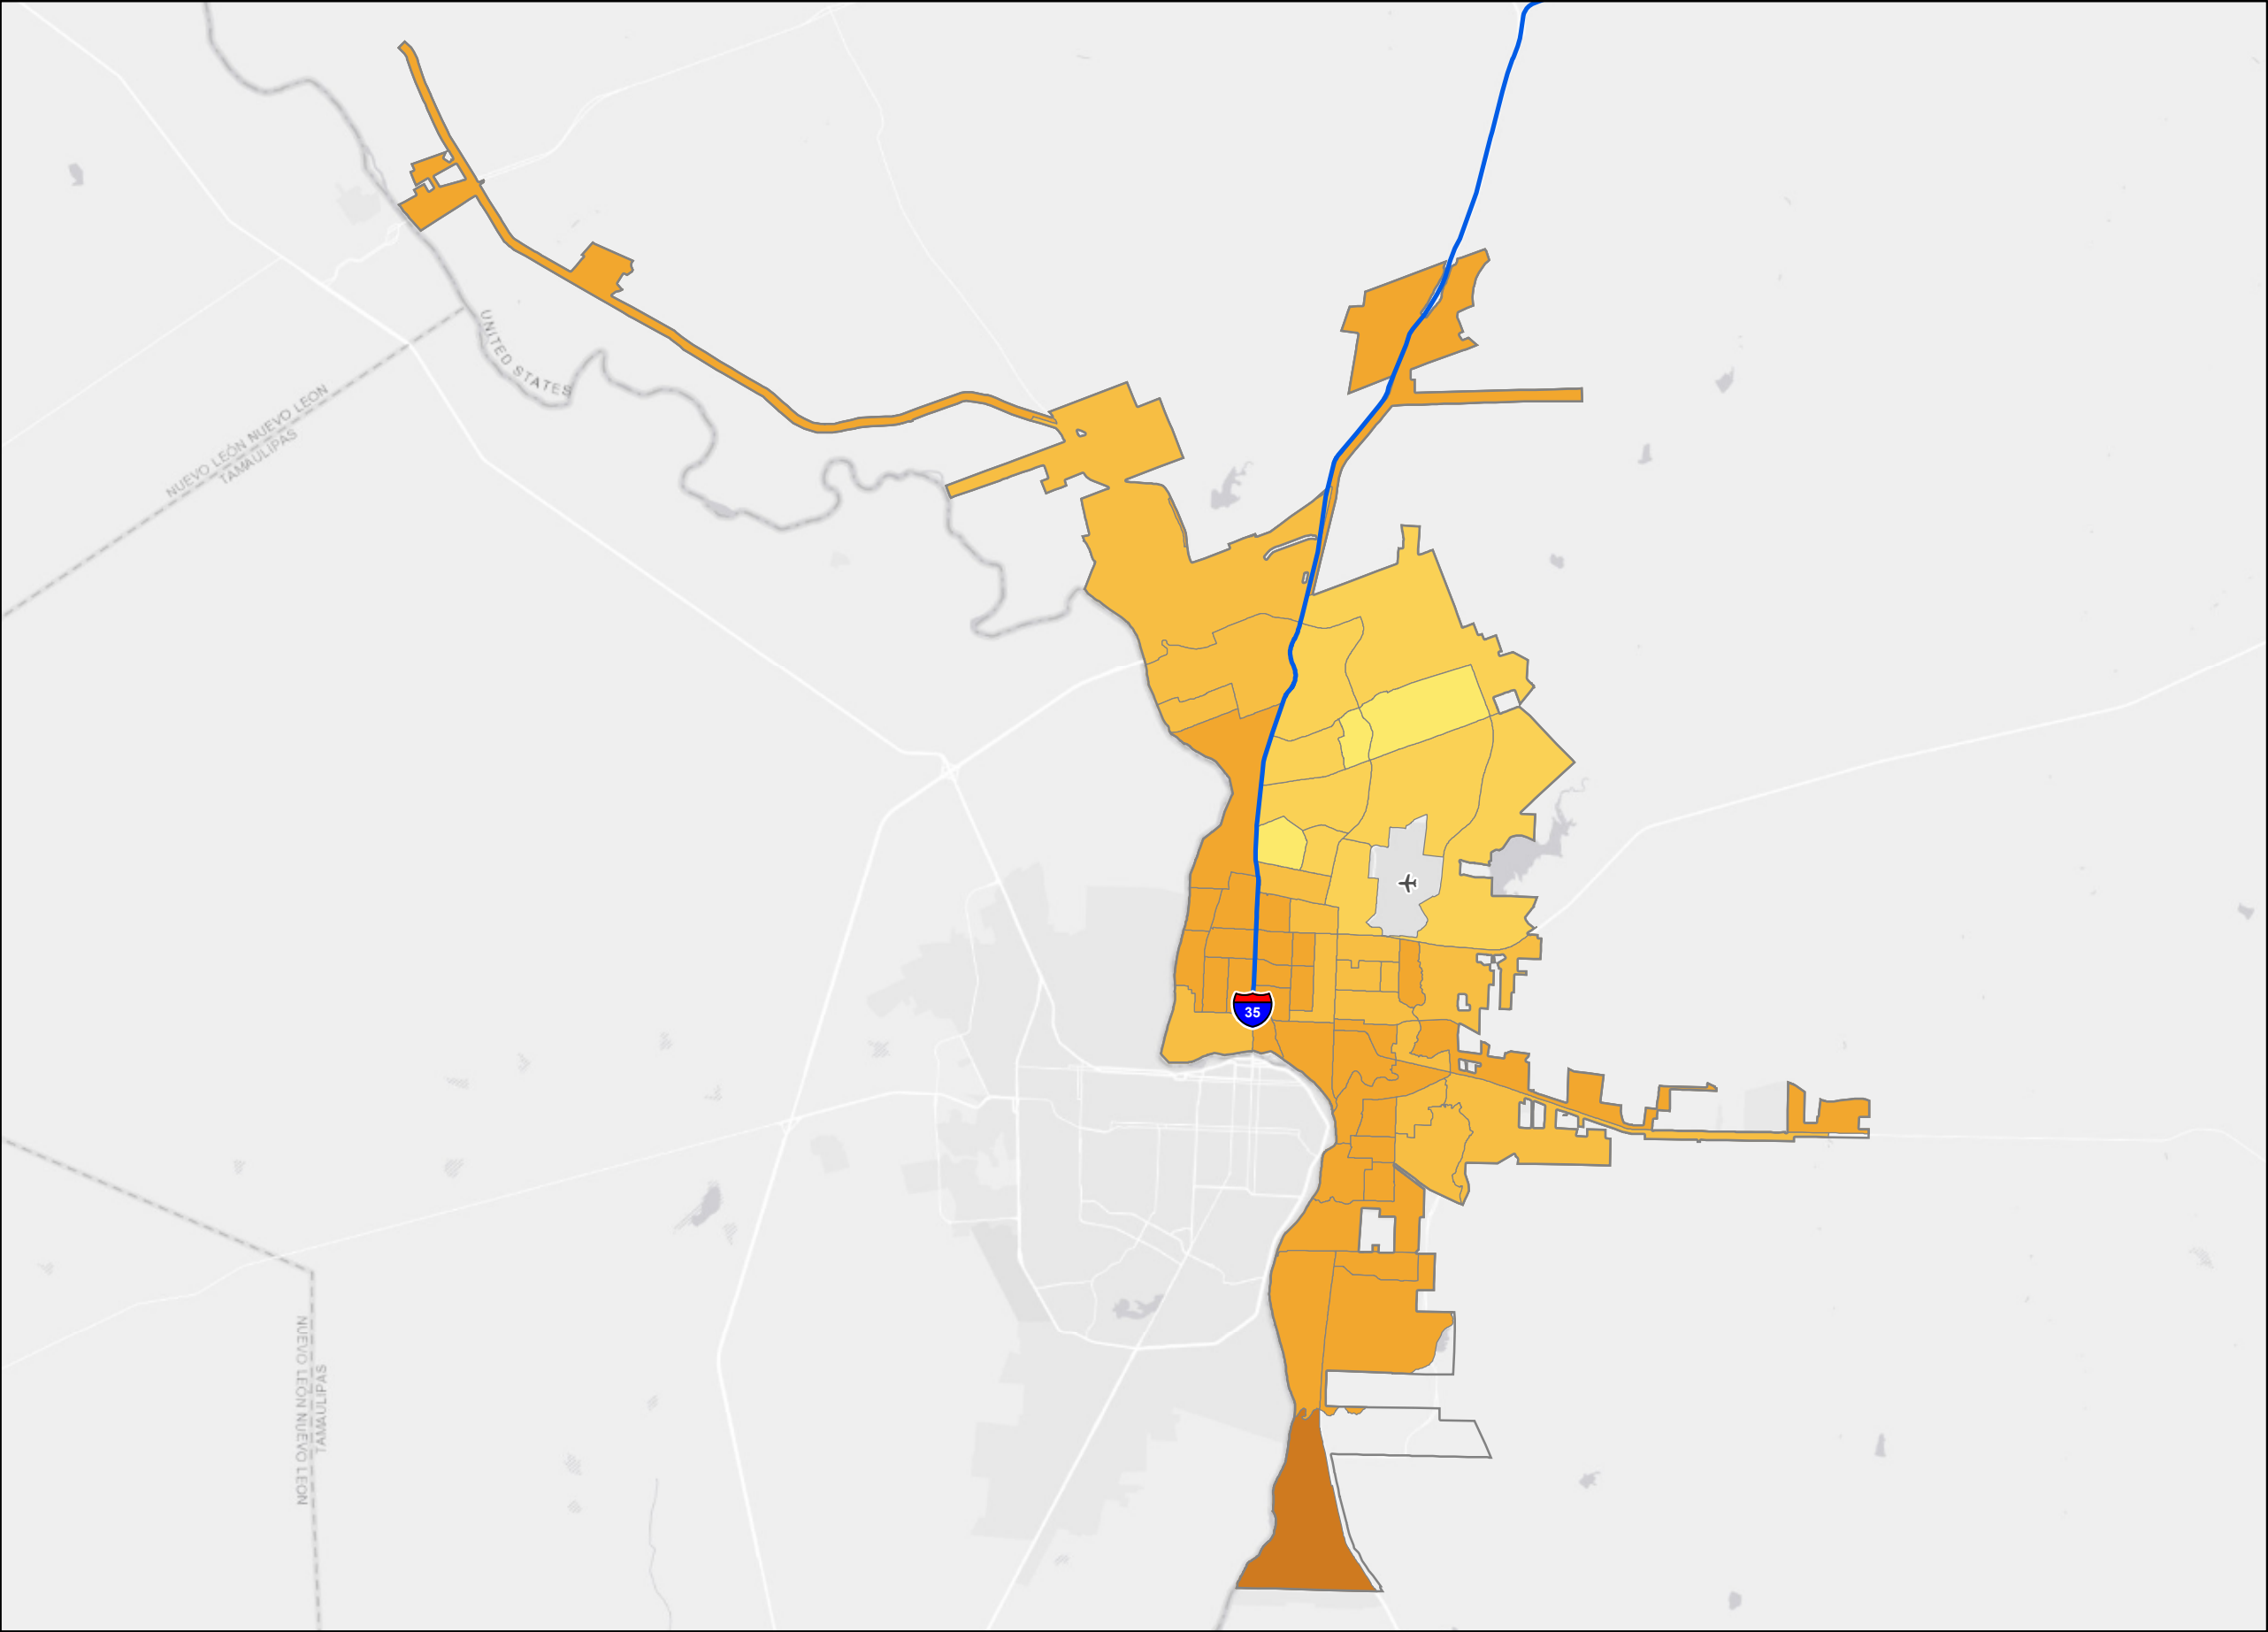 UNITED STATES
NUEVO LEÓN NUEVO LEON
TAMAULIPAS
35
NUEVO LEÓN NUEVO LEON
TAMAULIPAS